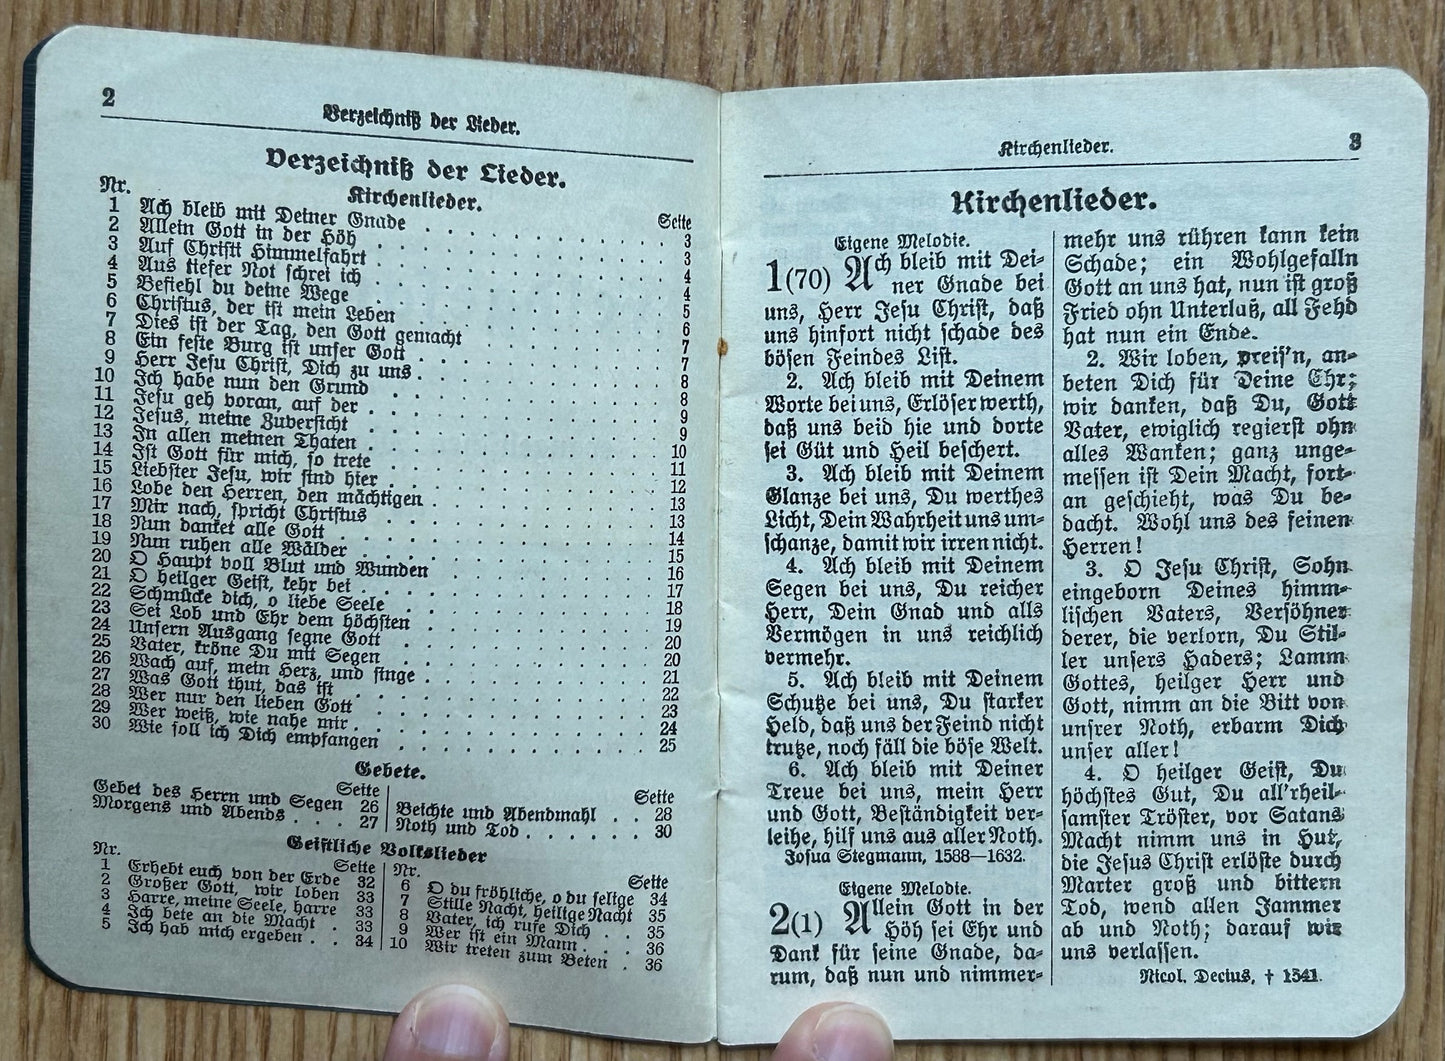 2
Verzeichniß der Lieder.
Verzeichniß der Lieder.
Kirchenlieder.
Nr. Seite
1 Ach bleib mit Deiner Gnade 3
2 Allein Gott in der Höh 3
3 Auf Christi Himmelfahrt 4
4 Aus tiefer Not schrei ich 4
5 Befiehl du deine Wege 5
6 Christus, der ist mein Leben 6
7 Dies ist der Tag, den Gott gemacht 7
8 Ein feste Burg ist unser Gott 7
9 Herr Jesu Christ, Dich zu uns 8
10 Ich habe nun den Grund 8
11 Jesu geh voran, auf der 9
12 Jesus, meine Zuversicht 9
13 In allen meinen Thaten 10
14 Ist Gott für mich, so trete 11
15 Liebster Jesu, wir sind hier 12
16 Lobe den Herren, den mächtigen 13
17 Mir nach, spricht Christus 13
18 Nun danket alle Gott 14
19 Nun ruhen alle Wälder 15
20 O Haupt voll Blut und Wunden 16
21 O heilger Geist, kehr bei 17
22 Schmücke dich, o liebe Seele 18
23 Sei Lob und Ehr dem höchsten 19
24 Unsern Ausgang segne Gott 20
25 Vater, kröne Du mit Segen 20
26 Wach auf, mein Herz, und singe 21
27 Was Gott thut, das ist 22
28 Wer nur den lieben Gott 23
29 Wer weiß, wie nahe mir 24
30 Wie soll ich Dich empfangen 25
Gebete.
Seite
Gebet des Herrn und Segen 26
Morgens und Abends . . . 27
Seite
Beichte und Abendmahl . . 28
Noth und Tod . . . . . . 30
Geistliche Volkslieder
Nr. Seite
1 Erhebt euch von der Erde 32
2 Großer Gott, wir loben 33
3 Harre, meine Seele, harre 33
4 Ich bete an die Macht . 33
5 Ich hab mich ergeben . . 34
Nr. Seite
6 O du fröhliche, o du selige 34
7 Stille Nacht, heilige Nacht 35
8 Vater, ich rufe Dich . . 35
9 Wer ist ein Mann . . . 36
10 Wir treten zum Beten . 36
Kirchenlieder.
3
Kirchenlieder.
Eigene Melodie.
1(70) Ach bleib mit Dei-
ner Gnade bei
uns, Herr Jesu Christ, daß
uns hinfort nicht schade des
bösen Feindes List.
2. Ach bleib mit Deinem
Worte bei uns, Erlöser werth,
daß uns beid hie und dorte
sei Güt und Heil beschert.
3. Ach bleib mit Deinem
Glanze bei uns, Du werthes
Licht, Dein Wahrheit uns um-
schanze, damit wir irren nicht.
4. Ach bleib mit Deinem
Segen bei uns, Du reicher
Herr, Dein Gnad und alls
Vermögen in uns reichlich
vermehr.
5. Ach bleib mit Deinem
Schutze bei uns, Du starker
Held, daß uns der Feind nicht
trutze, noch fäll die böse Welt.
6. Ach bleib mit Deiner
Treue bei uns, mein Herr
und Gott, Beständigkeit ver-
leihe, hilf uns aus aller Noth.
Josua Stegmann, 1588—1632.
Eigene Melodie.
2(1) Allein Gott in der
Höh sei Ehr und
Dank für seine Gnade, da-
rum, daß nun und nimmer-
mehr uns rühren kann kein
Schade; ein Wohlgefalln
Gott an uns hat, nun ist groß
Fried ohn Unterlaß, all Fehd
hat nun ein Ende.
2. Wir loben, preis'n, an-
beten Dich für Deine Ehr;
wir danken, daß Du, Gott
Vater, ewiglich regierst ohn
alles Wanken; ganz unge-
messen ist Dein Macht, fort-
an geschieht, was Du be-
dacht. Wohl uns des feinen
Herren!
3. O Jesu Christ, Sohn
eingeborn Deines himm-
lischen Vaters, Versöhner
derer, die verlorn, Du Stil-
ler unsers Haders; Lamm
Gottes, heilger Herr und
Gott, nimm an die Bitt von
unsrer Noth, erbarm Dich
unser aller!
4. O heilger Geist, Du
höchstes Gut, Du all'rheil-
samster Tröster, vor Satans
Macht nimm uns in Hut,
die Jesus Christ erlöste durch
Marter groß und bittern
Tod, wend allen Jammer
ab und Noth; darauf wir
uns verlassen.
Nicol. Decius, † 1541.